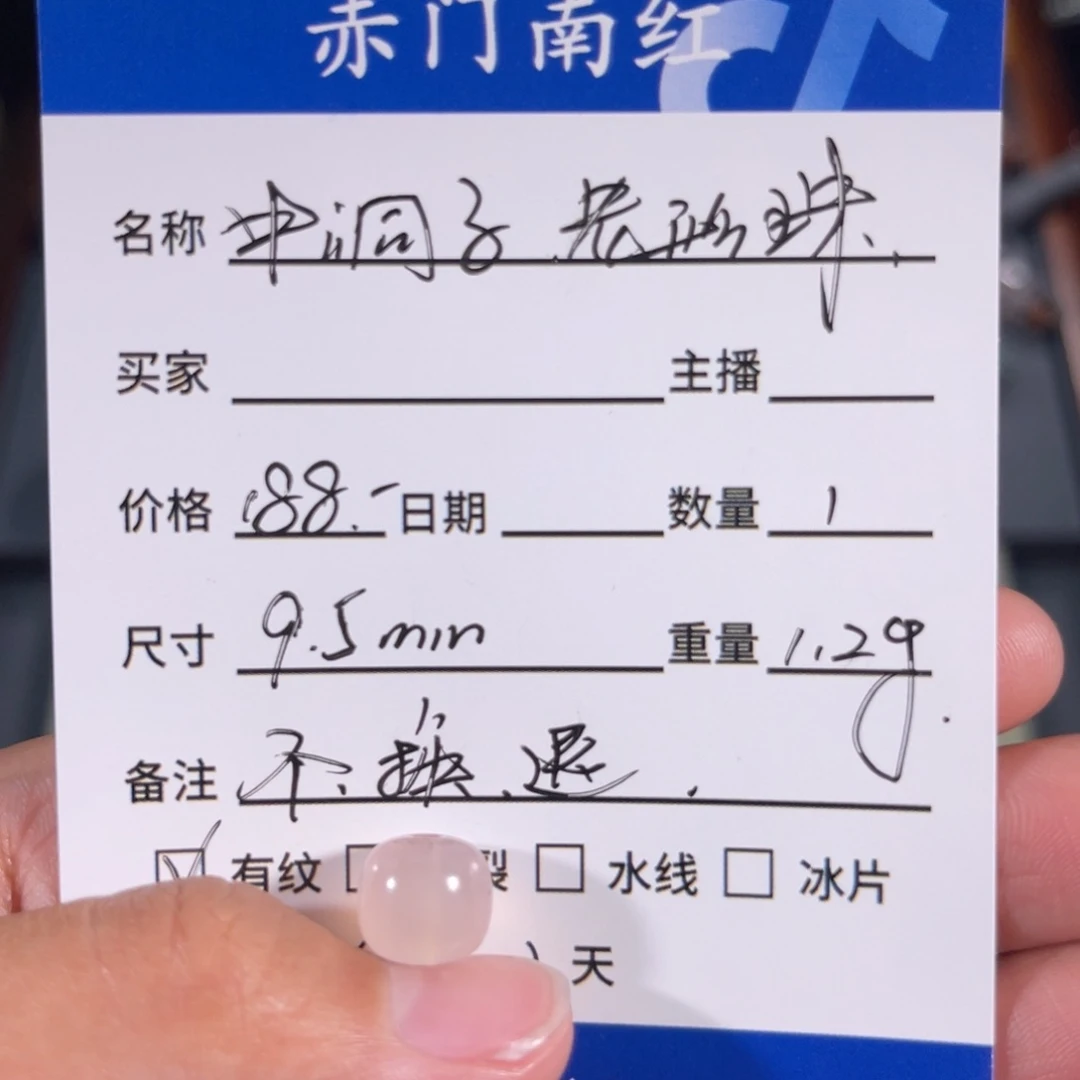 赤门南红
名称 中洞子 老形珠
买家 主播
价格 188.- 日期 数量 1
尺寸 9.5mm 重量 1.2g
备注 不换退.
有纹 裂 水线 冰片
) 天